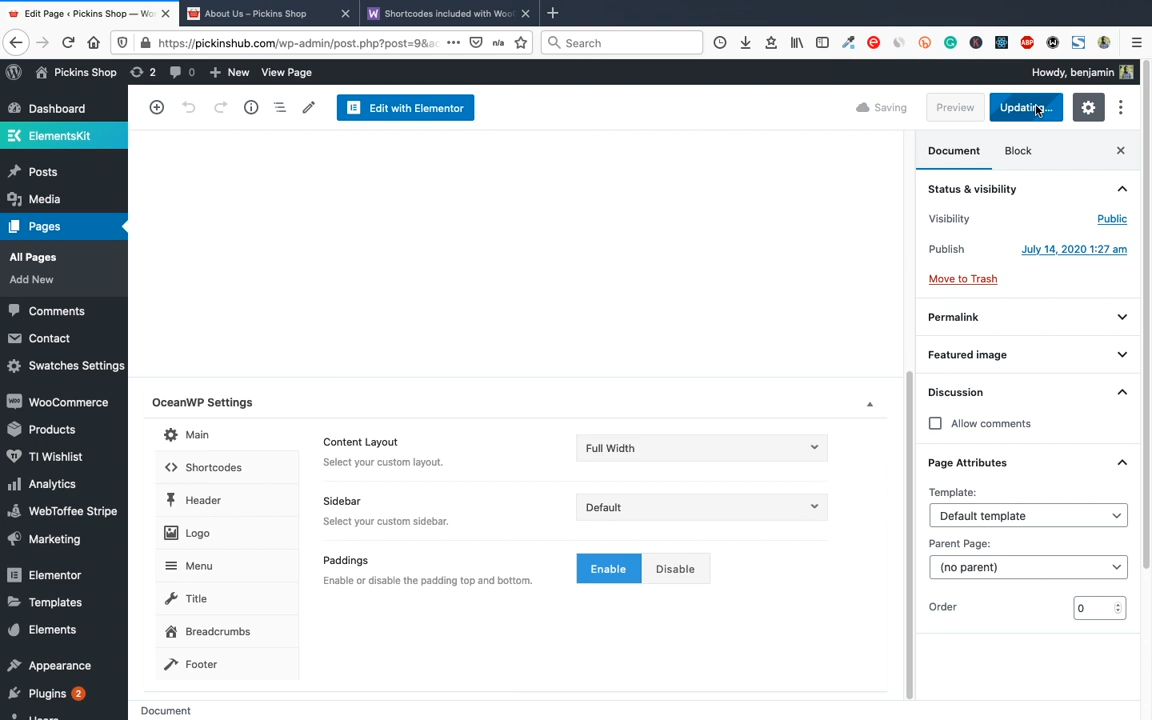 Edit Page ‹ Pickins Shop — Wo
About Us – Pickins Shop
Shortcodes included with Woo
https://pickinshub.com/wp-admin/post.php?post=9&ac
n/a
Search
ABP
Pickins Shop
2
0
New
View Page
Howdy, benjamin
Dashboard
ElementsKit
Posts
Media
Pages
All Pages
Add New
Comments
Contact
Swatches Settings
WooCommerce
Products
TI Wishlist
Analytics
WebToffee Stripe
Marketing
Elementor
Templates
Elements
Appearance
Plugins 2
Users
Edit with Elementor
Saving
Preview
Updating...
OceanWP Settings
Main
Shortcodes
Header
Logo
Menu
Title
Breadcrumbs
Footer
Content Layout
Select your custom layout.
Full Width
Sidebar
Select your custom sidebar.
Default
Paddings
Enable or disable the padding top and bottom.
Enable
Disable
Document
Document
Block
Status & visibility
Visibility
Public
Publish
July 14, 2020 1:27 am
Move to Trash
Permalink
Featured image
Discussion
Allow comments
Page Attributes
Template:
Default template
Parent Page:
(no parent)
Order
0